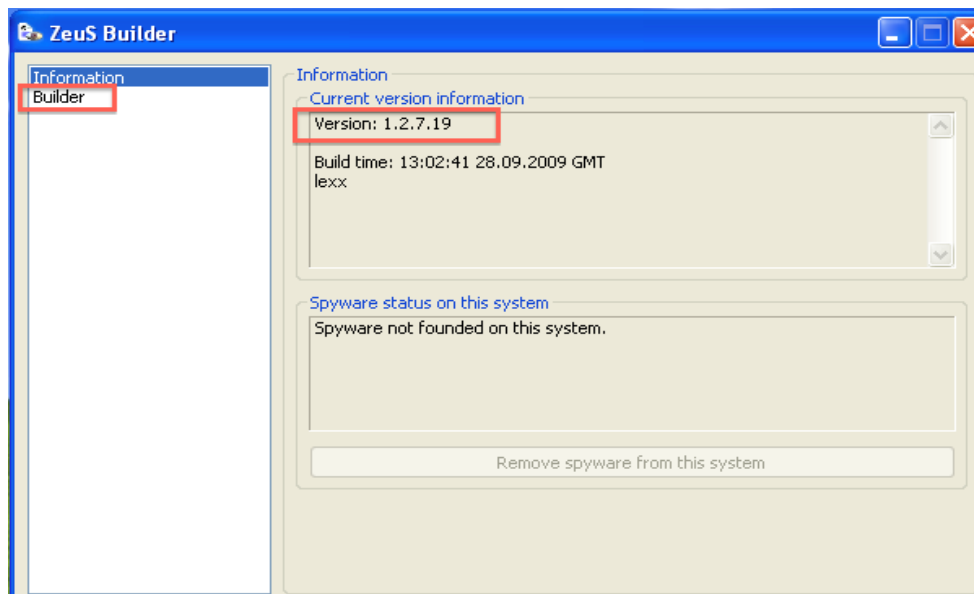 ZeuS Builder
Information
Builder
Information
Current version information
Version: 1.2.7.19
Build time: 13:02:41 28.09.2009 GMT
lexx
Spyware status on this system
Spyware not founded on this system.
Remove spyware from this system